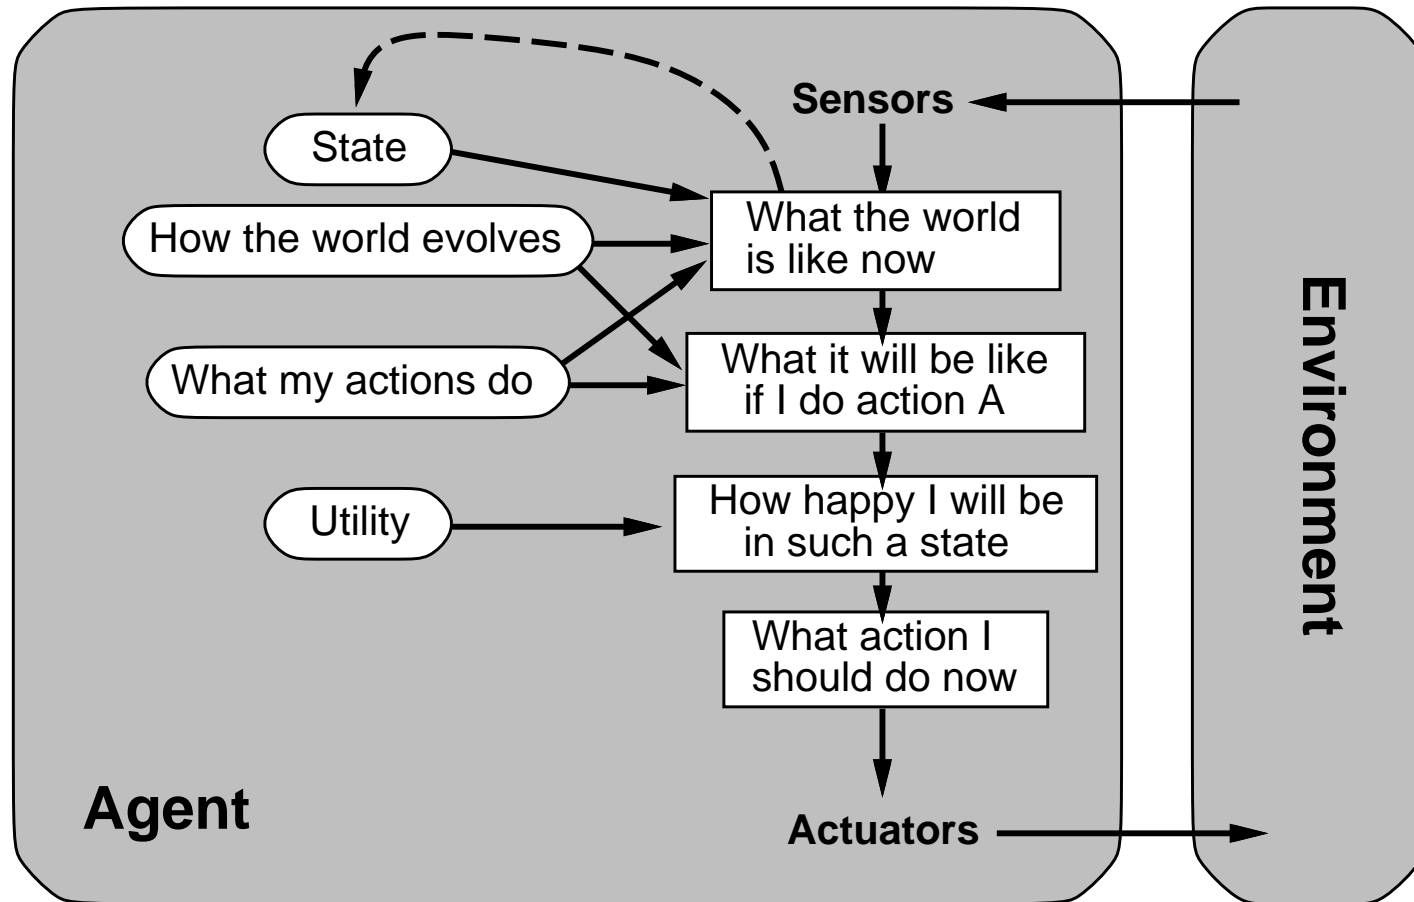 Sensors
State
What the world
is like now
How the world evolves
What it will be like
if I do action A
What my actions do
How happy I will be
in such a state
Utility
What action I
should do now
Agent
Actuators
Environment